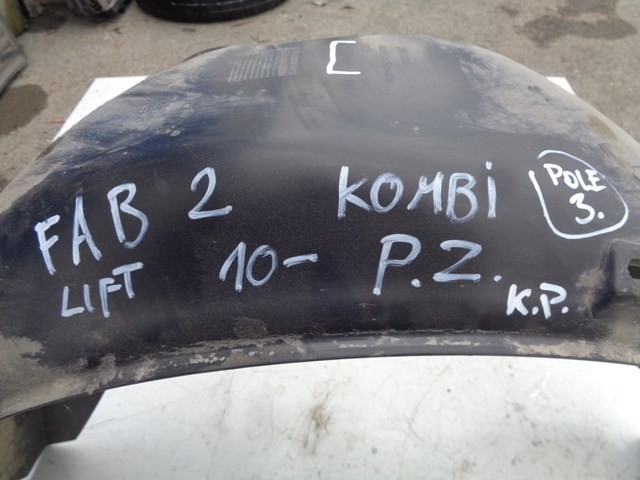 FAB 2 KOMBi
LIFT 10- P.Z.
K.P.
POLE
3.